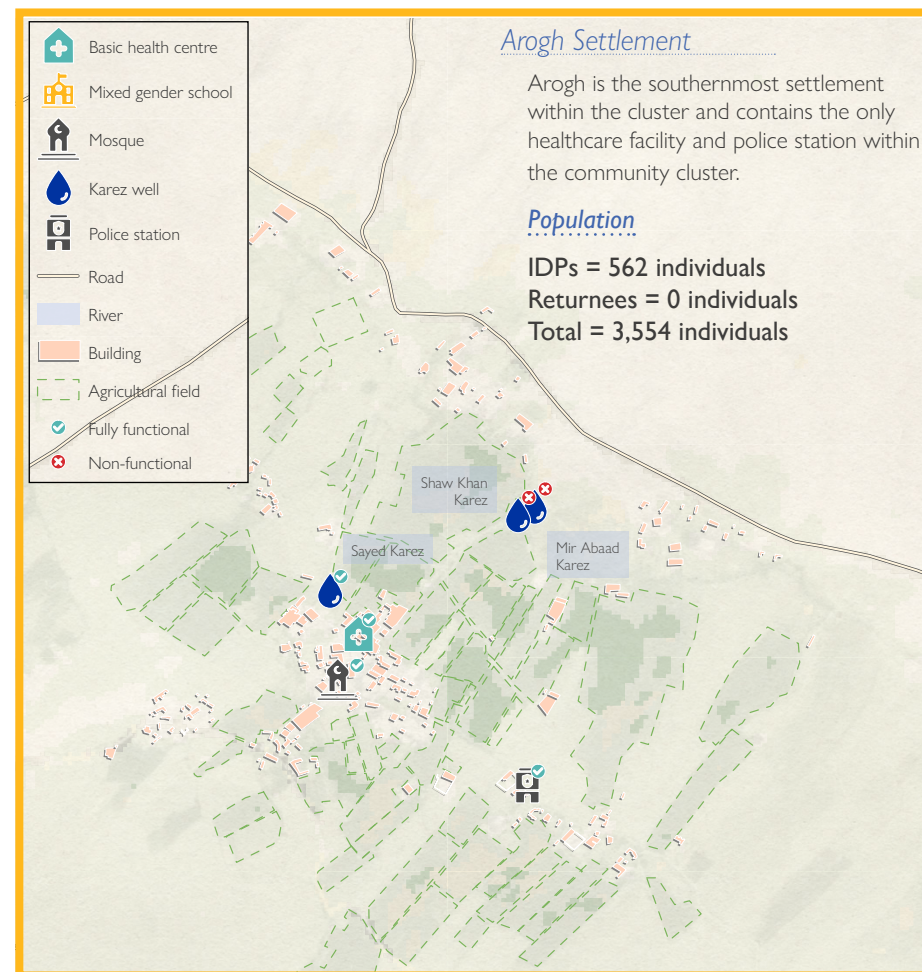 Basic health centre
Mixed gender school
Mosque
Karez well
Police station
Road
River
Building
Agricultural field
Fully functional
Non-functional
Arogh Settlement
Arogh is the southernmost settlement
within the cluster and contains the only
healthcare facility and police station within
the community cluster.
Population
IDPs = 562 individuals
Returnees = 0 individuals
Total = 3,554 individuals
Shaw Khan
Karez
Sayed Karez
Mir Abaad
Karez